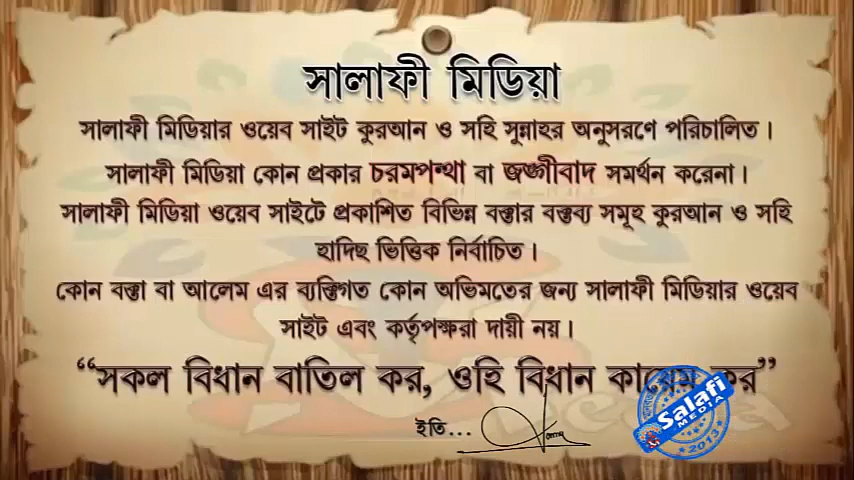 সালাফী মিডিয়া
সালাফী মিডিয়ার ওয়েব সাইট কুরআন ও সহি সুন্নাহর অনুসরণে পরিচালিত।
সালাফী মিডিয়া কোন প্রকার চরমপন্থা বা জঙ্গীবাদ সমর্থন করেনা।
সালাফী মিডিয়া ওয়েব সাইটে প্রকাশিত বিভিন্ন বক্তার বক্তব্য সমূহ কুরআন ও সহি
হাদিছ ভিত্তিক নির্বাচিত।
কোন বক্তা বা আলেম এর ব্যক্তিগত কোন অভিমতের জন্য সালাফী মিডিয়ার ওয়েব
সাইট এবং কর্তৃপক্ষরা দায়ী নয়।
“সকল বিধান বাতিল কর, ওহি বিধান কায়েম কর”
ইতি...
Salafi
MEDIA
2013